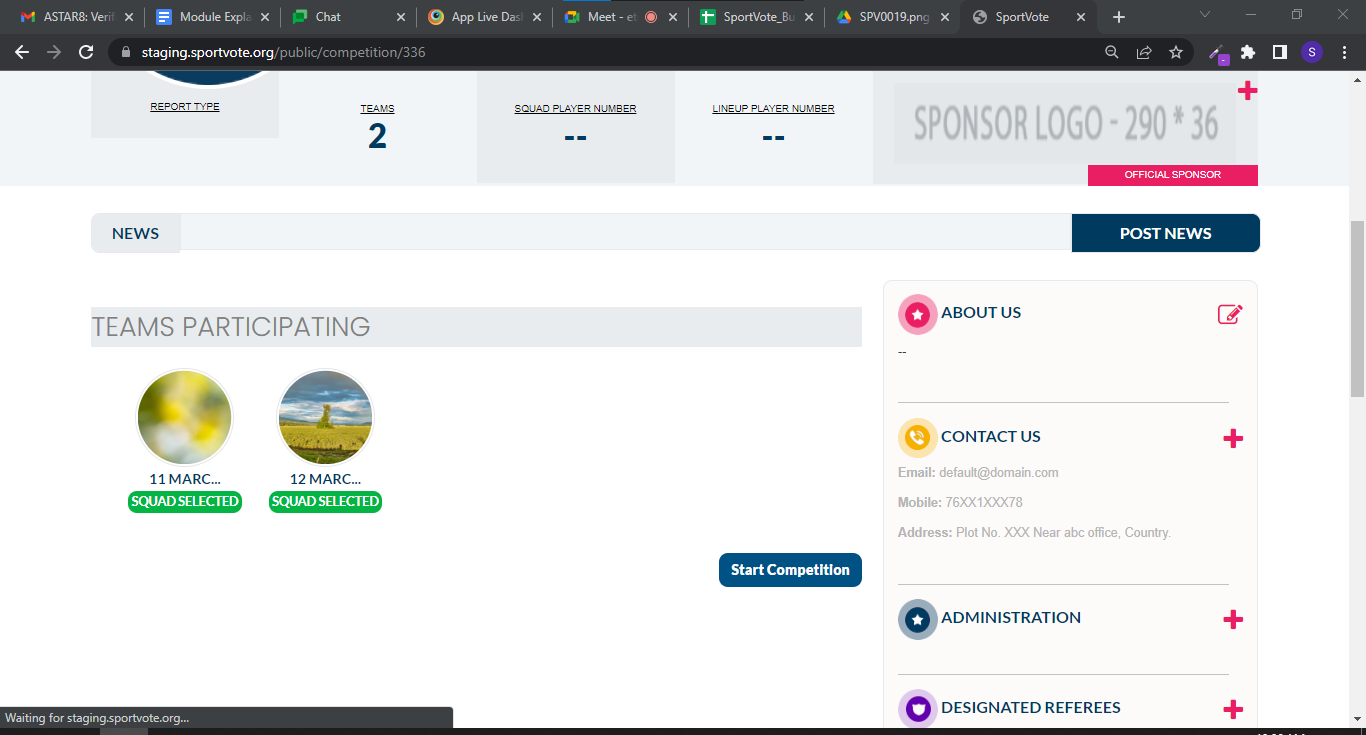 ASTAR8: Verif
Module Expla
Chat
App Live Das
Meet - et
SportVote_Bu
SPV0019.png
SportVote
staging.sportvote.org/public/competition/336
S
REPORT TYPE
TEAMS
2
SQUAD PLAYER NUMBER
--
LINEUP PLAYER NUMBER
--
SPONSOR LOGO - 290 * 36
OFFICIAL SPONSOR
NEWS
POST NEWS
TEAMS PARTICIPATING
11 MARC...
SQUAD SELECTED
12 MARC...
SQUAD SELECTED
Start Competition
ABOUT US
--
CONTACT US
Email: default@domain.com
Mobile: 76XX1XXX78
Address: Plot No. XXX Near abc office, Country.
ADMINISTRATION
DESIGNATED REFEREES
Waiting for staging.sportvote.org...